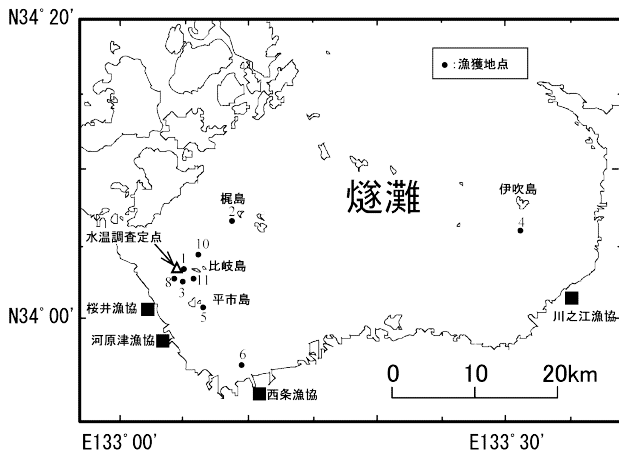 N34°20'
●:漁獲地点
燧灘
梶島
2
伊吹島
4
水温調査定点
10
1
比岐島
8
3
11
平市島
5
N34°00'
桜井漁協
河原津漁協
川之江漁協
6
西条漁協
0 10 20km
E133°00'
E133°30'